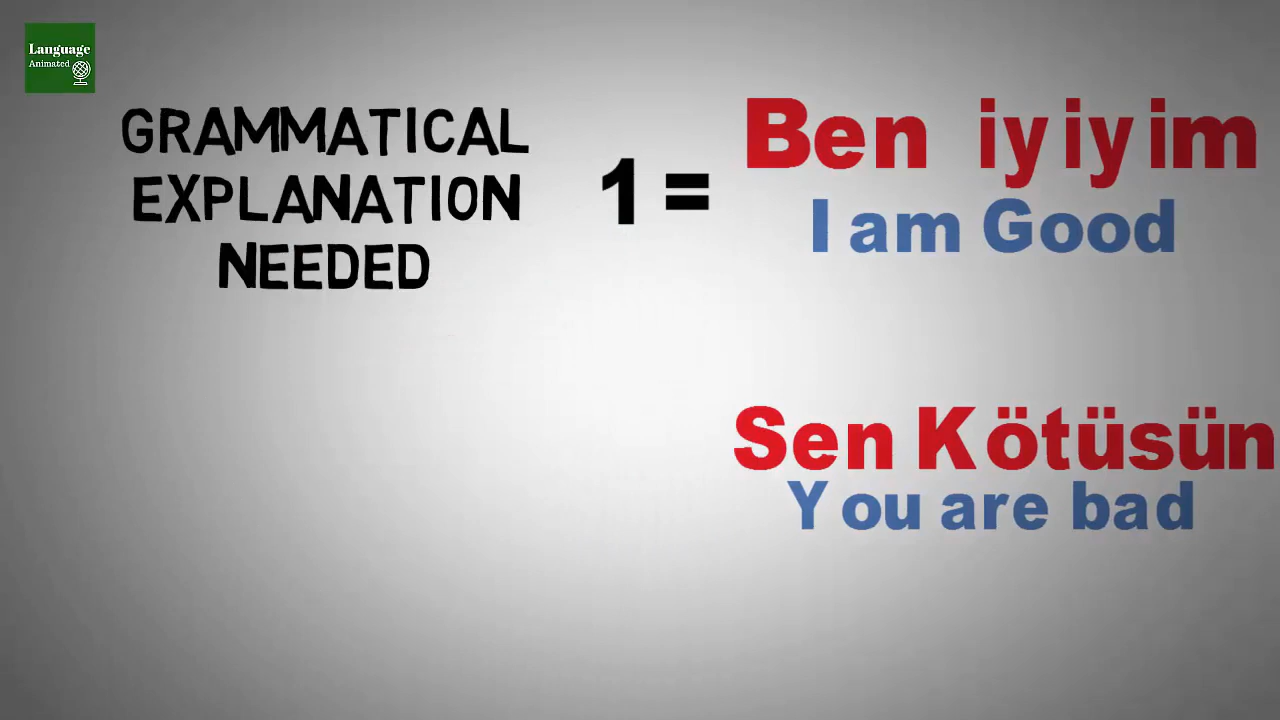 Language
Animated
GRAMMATICAL
EXPLANATION
NEEDED
1 =
Ben iyiyim
I am Good
Sen Kötüsün
You are bad